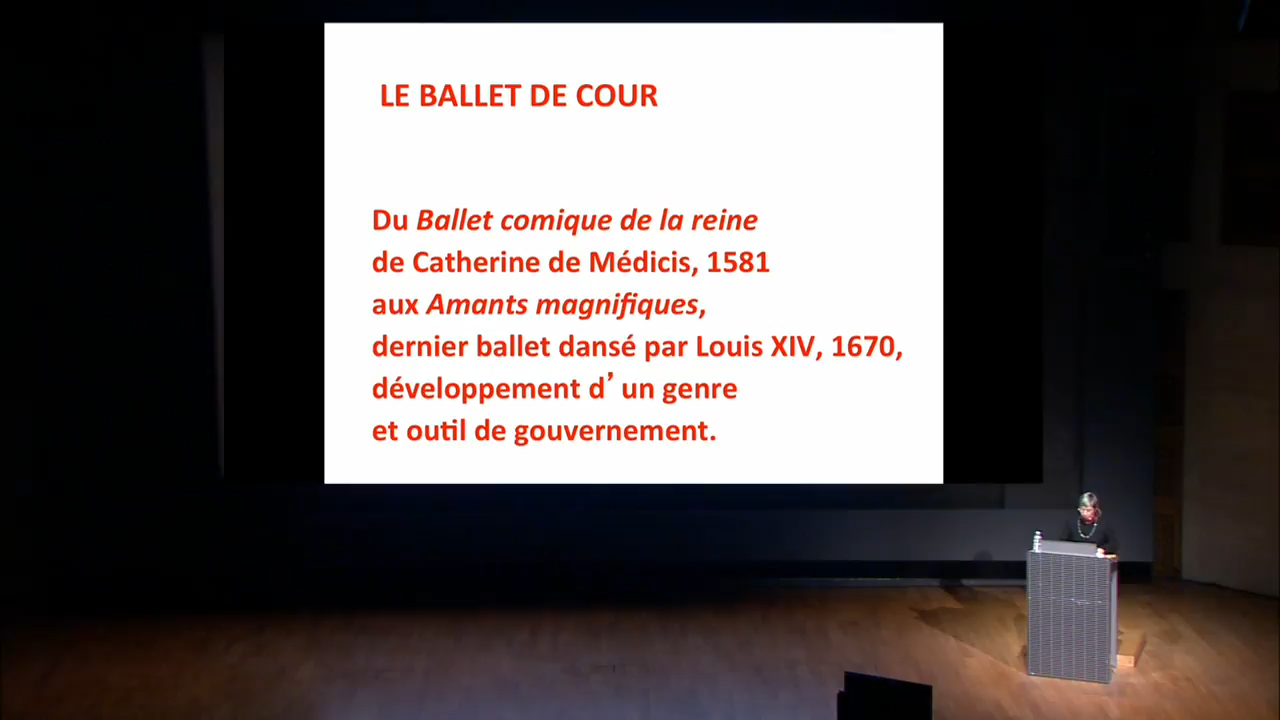 LE BALLET DE COUR
Du Ballet comique de la reine
de Catherine de Médicis, 1581
aux Amants magnifiques,
dernier ballet dansé par Louis XIV, 1670,
développement d’ un genre
et outil de gouvernement.